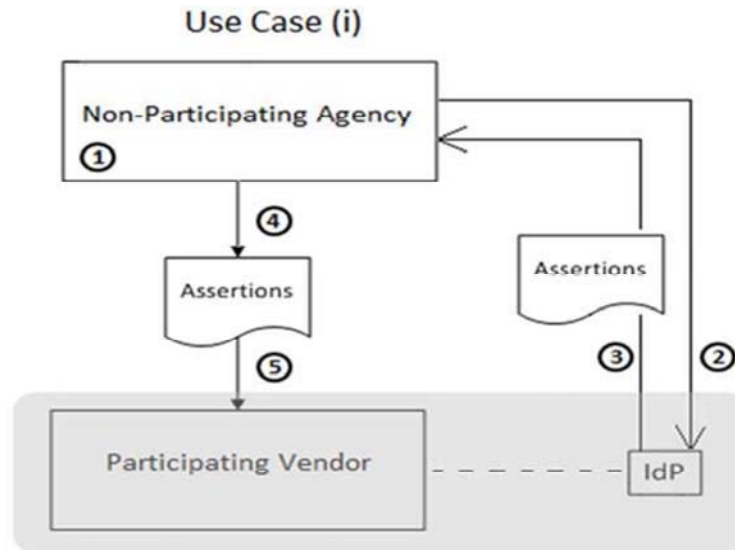 Use Case (i)
Non-Participating Agency
1
4
Assertions
Assertions
5
3
2
Participating Vendor
IdP